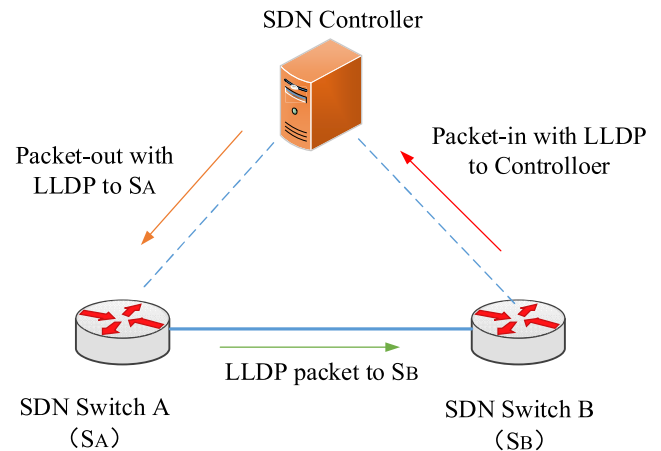 SDN Controller
Packet-out with
LLDP to SA
Packet-in with LLDP
to Controlloer
LLDP packet to SB
SDN Switch A
（SA）
SDN Switch B
（SB）